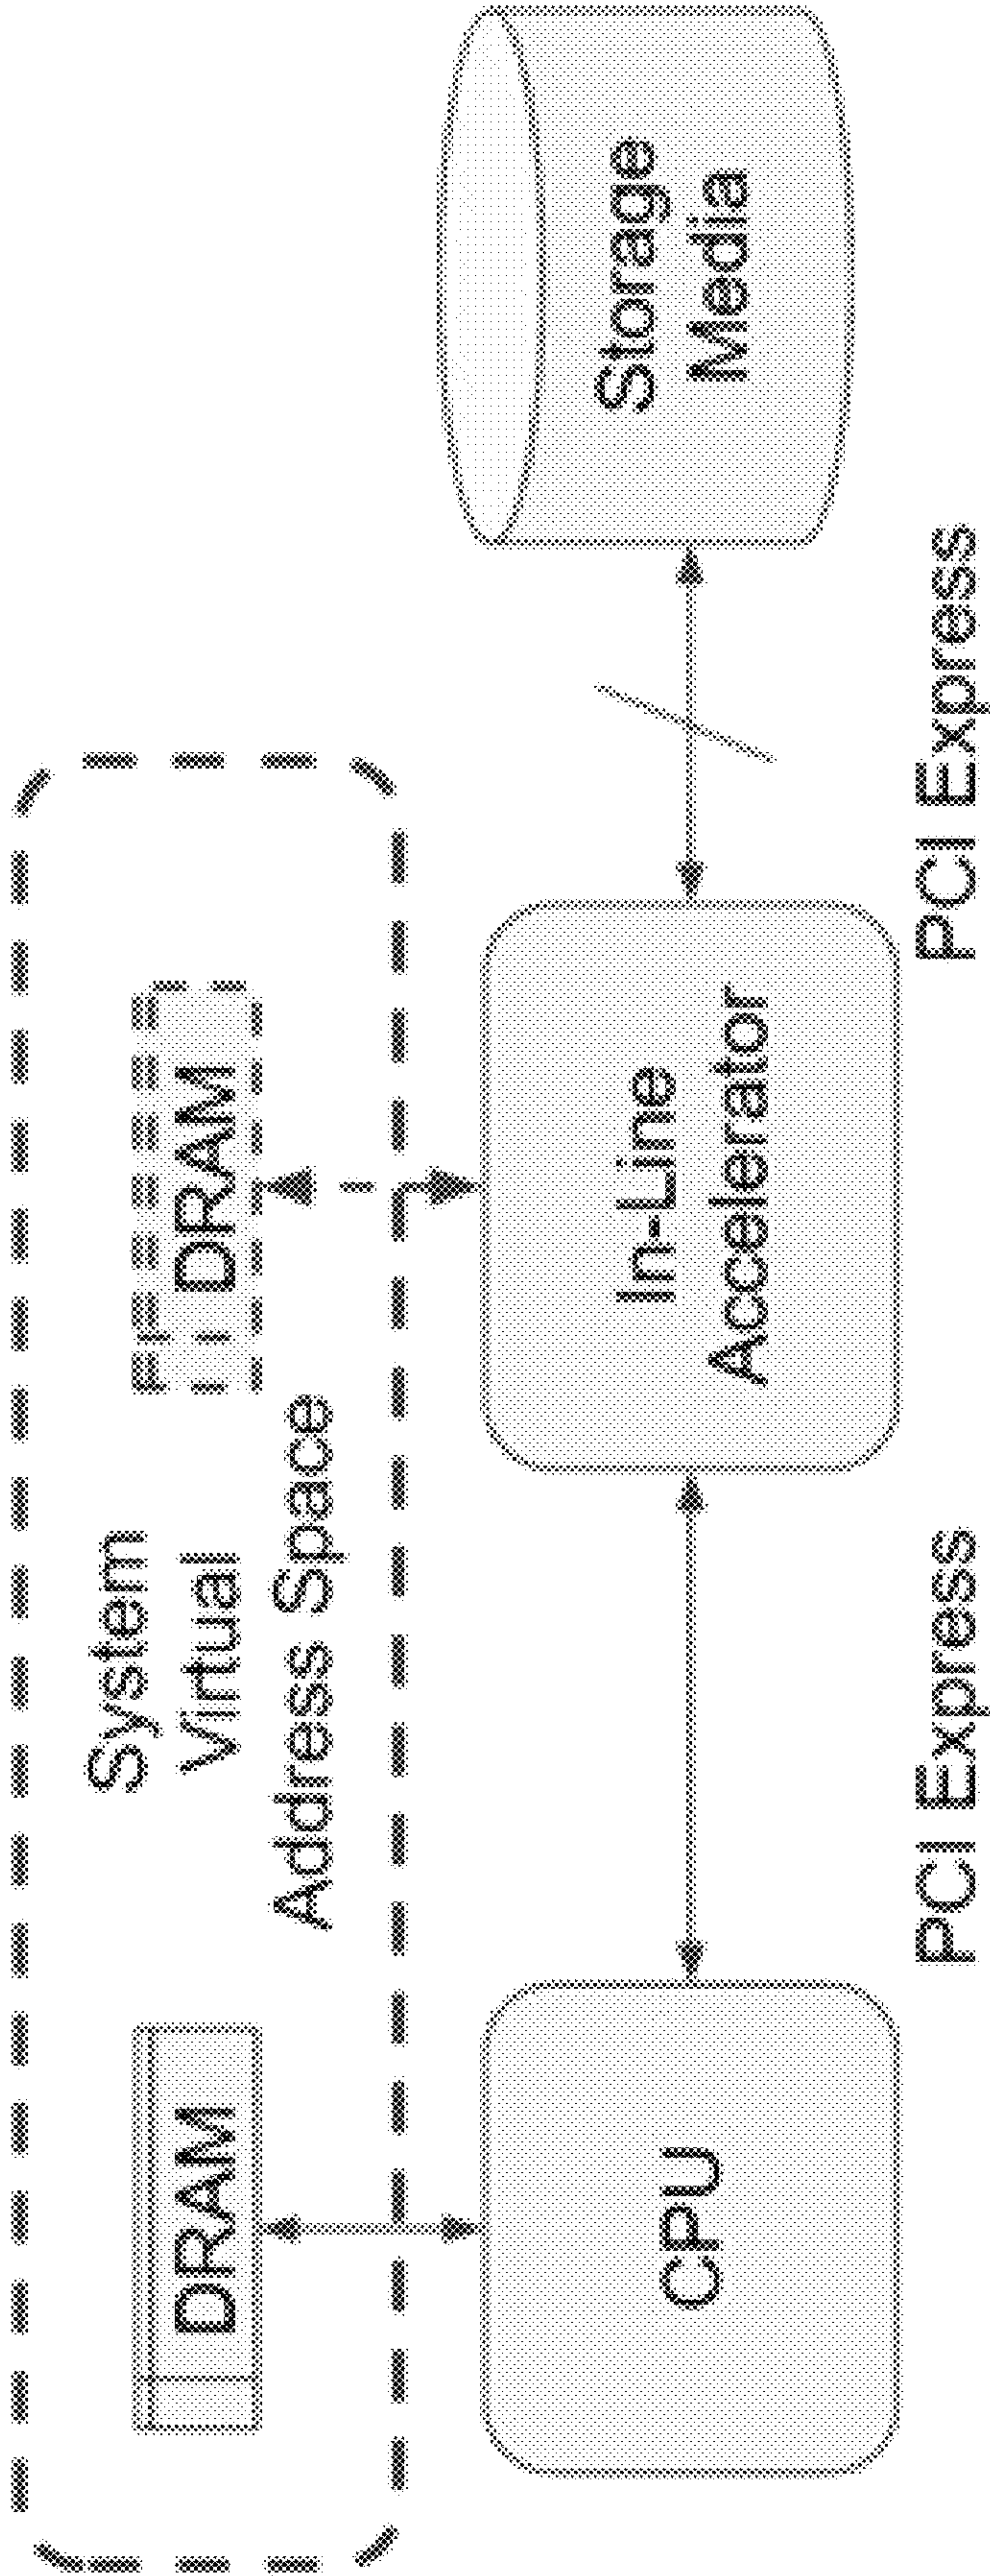 DRAM
System
Virtual
Address Space
DRAM
CPU
In-Line
Accelerator
Storage
Media
PCI Express
PCI Express